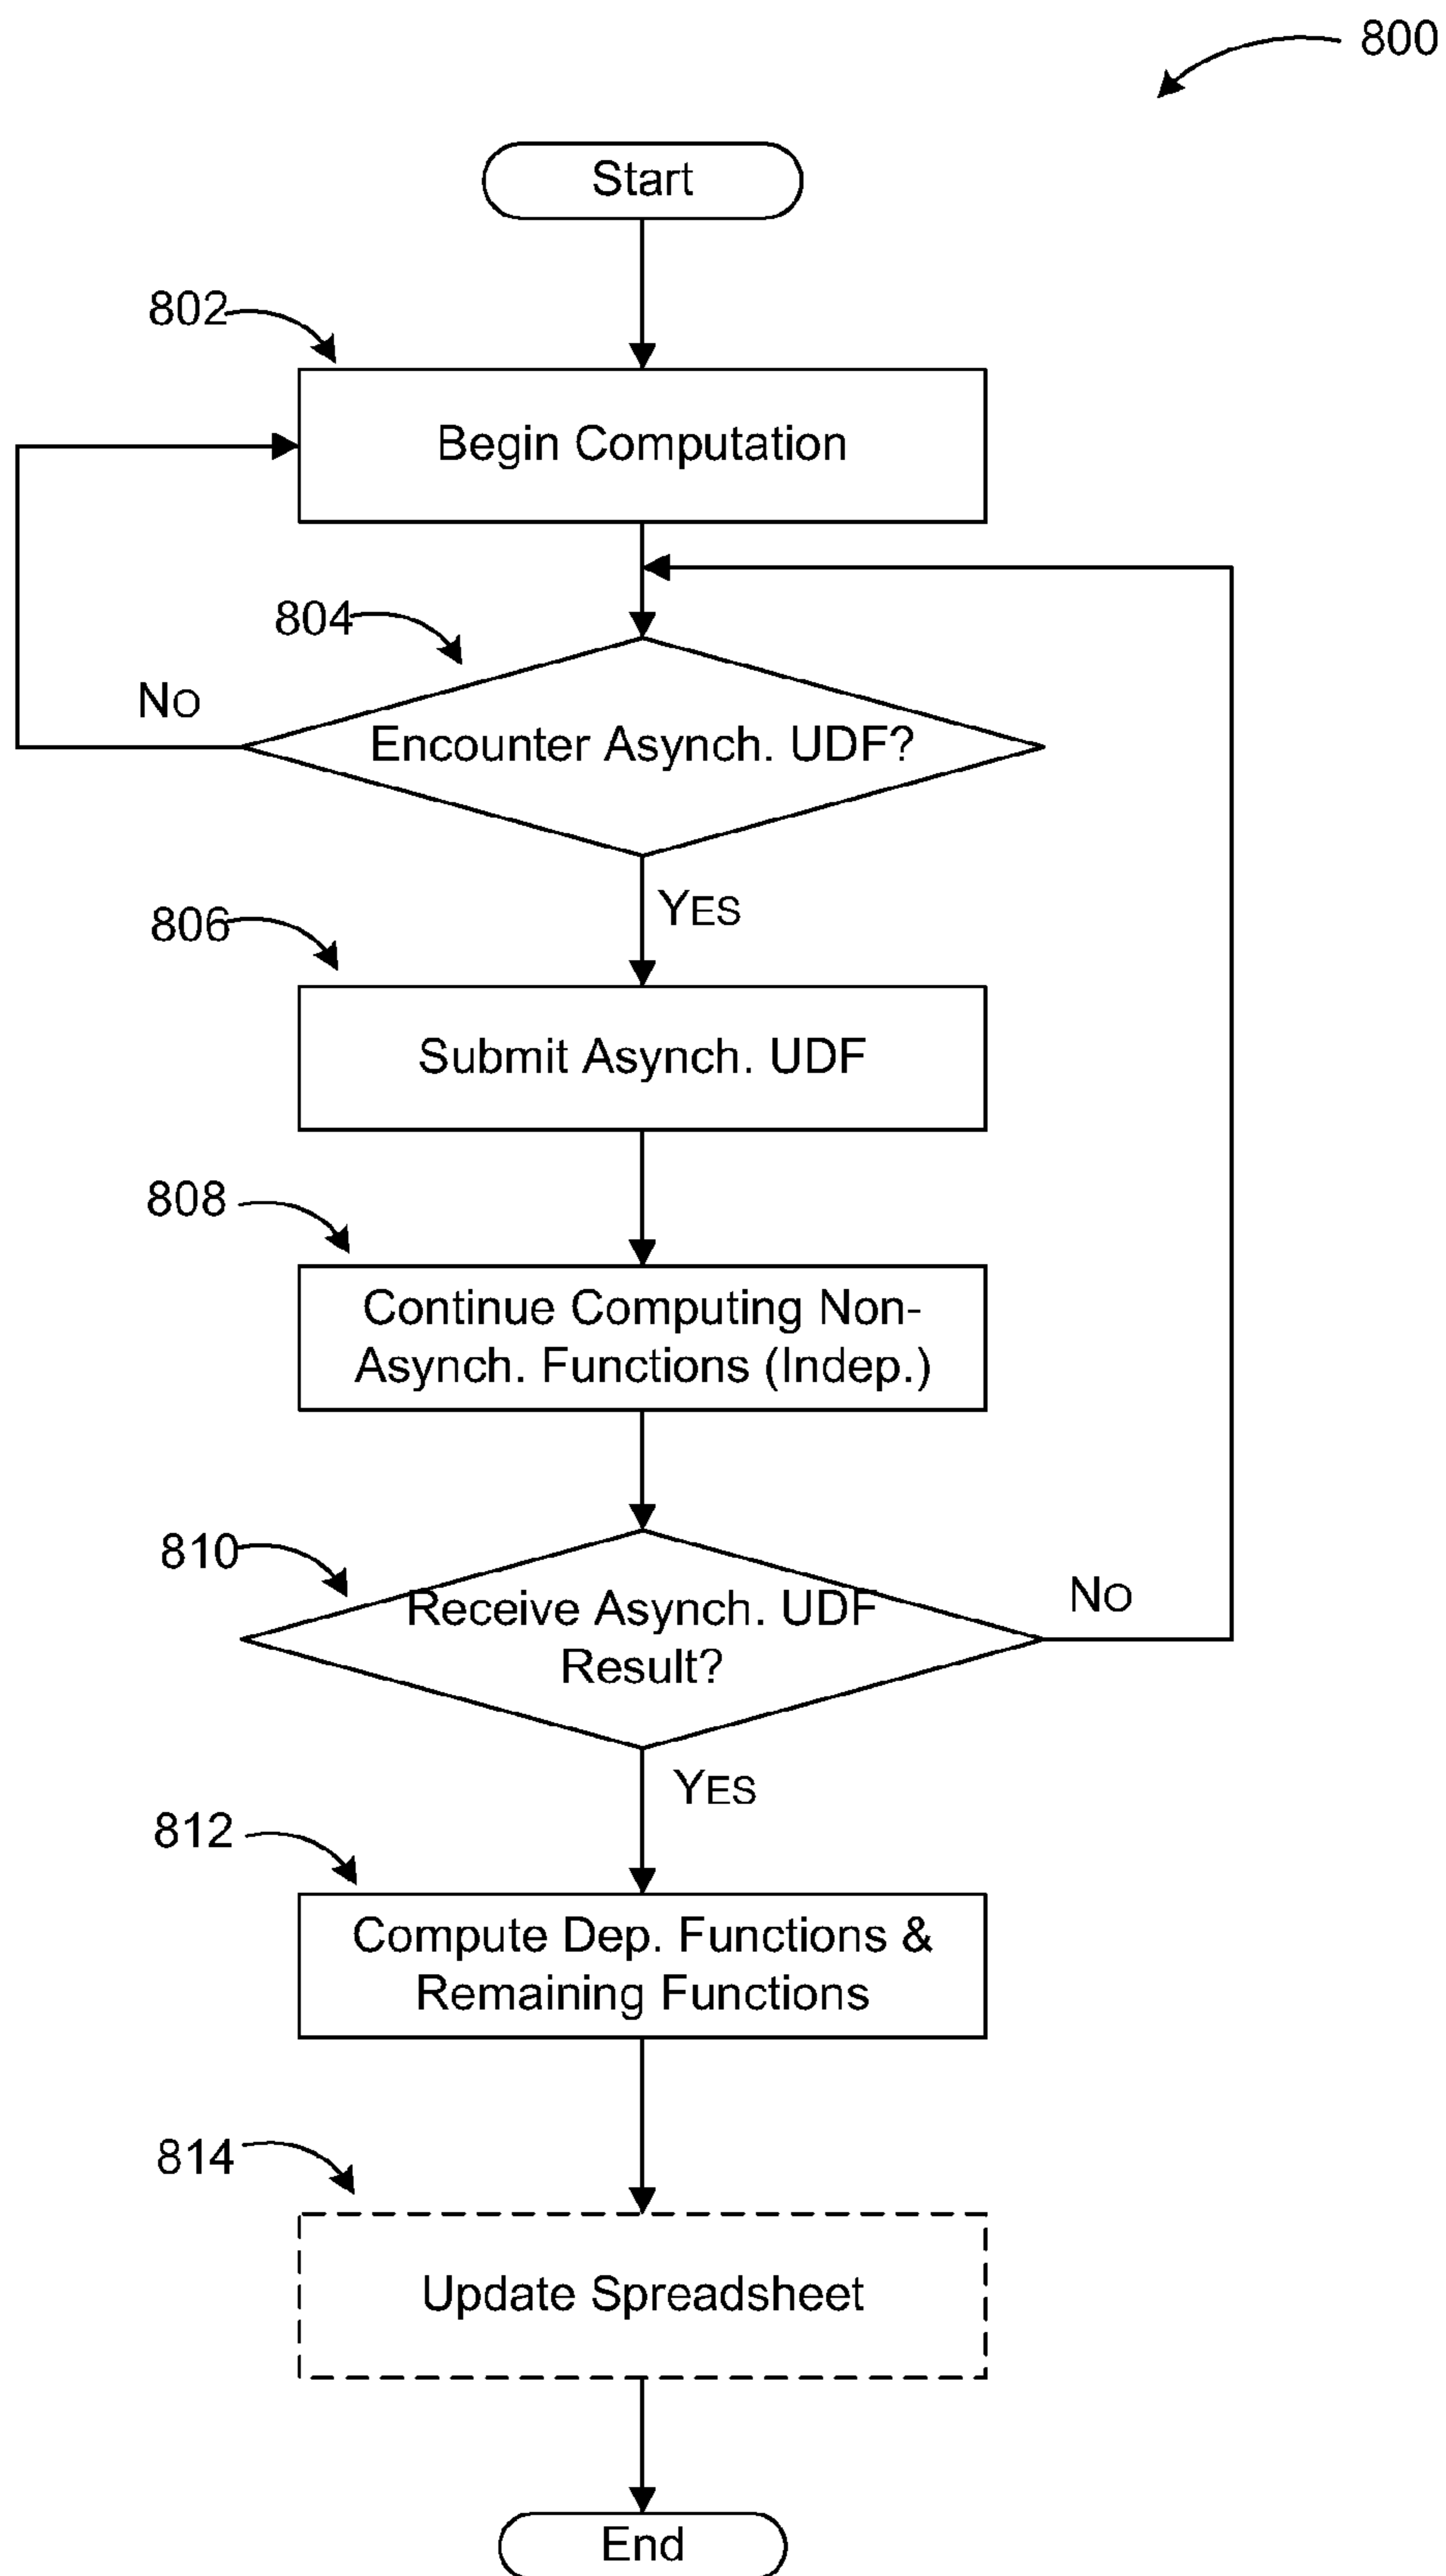 800
Start
802
Begin Computation
804
No
Encounter Asynch. UDF?
Yes
806
Submit Asynch. UDF
808
Continue Computing Non-
Asynch. Functions (Indep.)
810
Receive Asynch. UDF
Result?
No
Yes
812
Compute Dep. Functions &
Remaining Functions
814
Update Spreadsheet
End